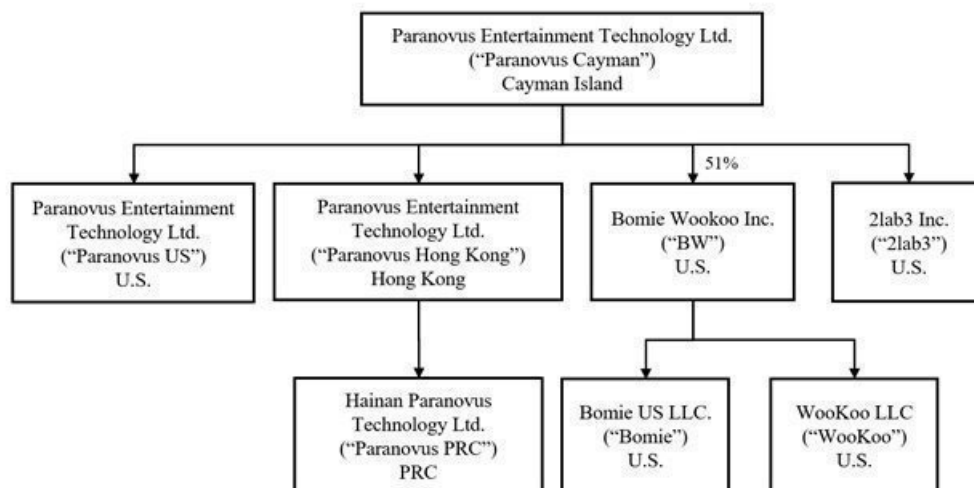 Paranovus Entertainment Technology Ltd.
(“Paranovus Cayman”)
Cayman Island
51%
Paranovus Entertainment
Technology Ltd.
(“Paranovus US”)
U.S.
Paranovus Entertainment
Technology Ltd.
(“Paranovus Hong Kong”)
Hong Kong
Bomie Wookoo Inc.
(“BW”)
U.S.
2lab3 Inc.
(“2lab3”)
U.S.
Hainan Paranovus
Technology Ltd.
(“Paranovus PRC”)
PRC
Bomie US LLC.
(“Bomie”)
U.S.
WooKoo LLC
(“WooKoo”)
U.S.